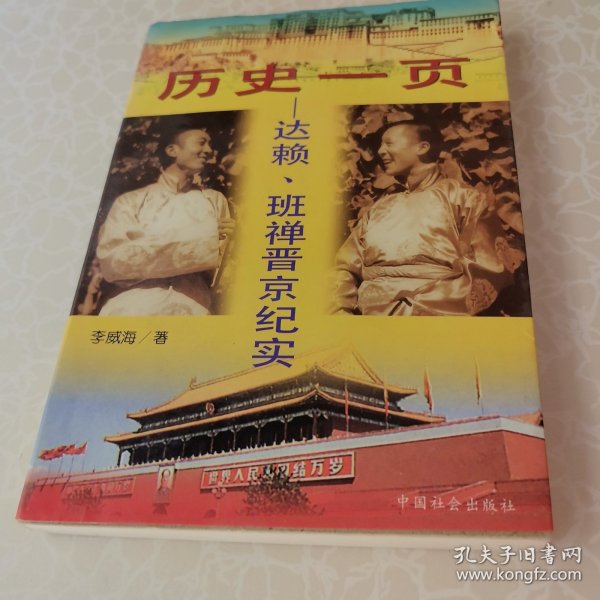 历史一页
—达赖、班禅晋京纪实
李威海／著
世界人民大团结万岁
中国社会出版社
孔夫子旧书网
www.kongfz.com